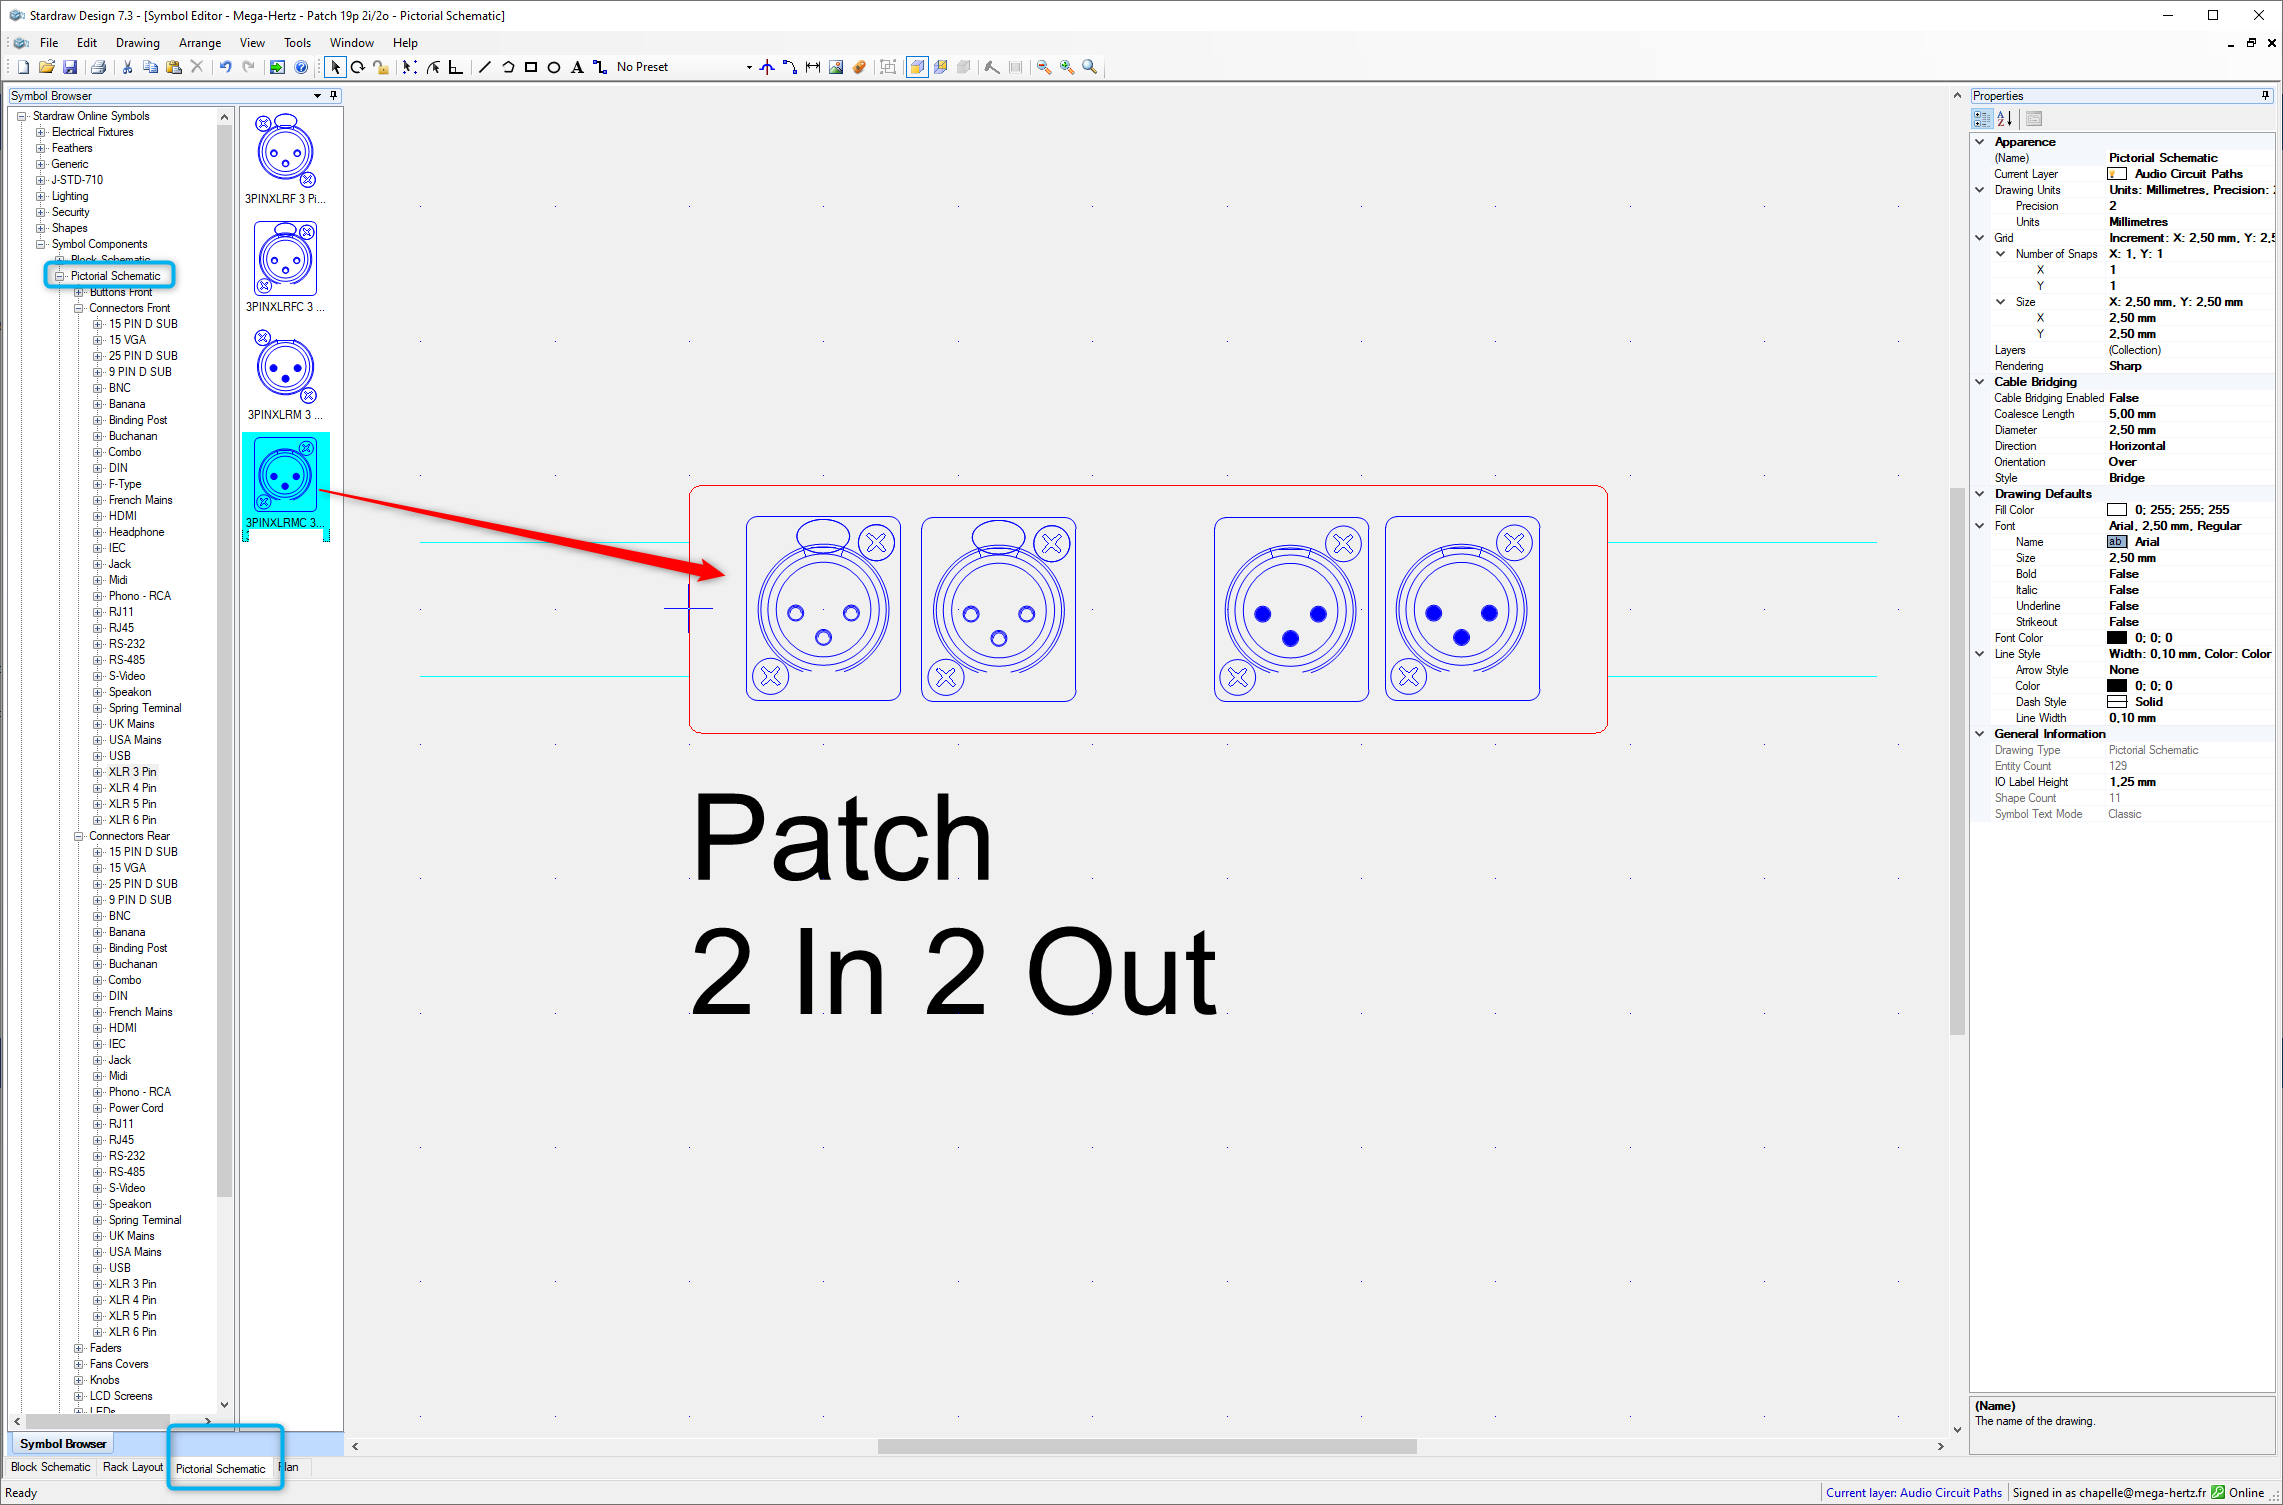 Stardraw Design 7.3 - [Symbol Editor - Mega-Hertz - Patch 19p 2i/2o - Pictorial Schematic]
File Edit Drawing Arrange View Tools Window Help
No Preset
Symbol Browser
Stardraw Online Symbols
Electrical Fixtures
Feathers
Generic
J-STD-710
Lighting
Security
Shapes
Symbol Components
Block Schematic
Pictorial Schematic
Buttons Front
Connectors Front
15 PIN D SUB
15 VGA
25 PIN D SUB
9 PIN D SUB
BNC
Banana
Binding Post
Buchanan
Combo
DIN
F-Type
French Mains
HDMI
Headphone
IEC
Jack
Midi
Phono - RCA
RJ11
RJ45
RS-232
RS-485
S-Video
Speakon
Spring Terminal
UK Mains
USA Mains
USB
XLR 3 Pin
XLR 4 Pin
XLR 5 Pin
XLR 6 Pin
Connectors Rear
15 PIN D SUB
15 VGA
25 PIN D SUB
9 PIN D SUB
BNC
Banana
Binding Post
Buchanan
Combo
DIN
French Mains
HDMI
IEC
Jack
Midi
Phono - RCA
Power Cord
RJ11
RJ45
RS-232
RS-485
S-Video
Speakon
Spring Terminal
UK Mains
USA Mains
USB
XLR 3 Pin
XLR 4 Pin
XLR 5 Pin
XLR 6 Pin
Faders
Fans Covers
Knobs
LCD Screens
LEDs
3PINXLRF 3 Pi...
3PINXLRFC 3 ...
3PINXLRM 3 ...
3PINXLRMC 3...
Patch
2 In 2 Out
Properties
Apparence
(Name) Pictorial Schematic
Current Layer Audio Circuit Paths
Drawing Units Units: Millimetres, Precision: 2
Precision 2
Units Millimetres
Grid Increment: X: 2,50 mm, Y: 2,5
Number of Snaps X: 1, Y: 1
X 1
Y 1
Size X: 2,50 mm, Y: 2,50 mm
X 2,50 mm
Y 2,50 mm
Layers (Collection)
Rendering Sharp
Cable Bridging
Cable Bridging Enabled False
Coalesce Length 5,00 mm
Diameter 2,50 mm
Direction Horizontal
Orientation Over
Style Bridge
Drawing Defaults
Fill Color 0; 255; 255; 255
Font Arial, 2,50 mm, Regular
Name ab Arial
Size 2,50 mm
Bold False
Italic False
Underline False
Strikeout False
Font Color 0; 0; 0
Line Style Width: 0,10 mm, Color: Color
Arrow Style None
Color 0; 0; 0
Dash Style Solid
Line Width 0,10 mm
General Information
Drawing Type Pictorial Schematic
Entity Count 129
IO Label Height 1,25 mm
Shape Count 11
Symbol Text Mode Classic
(Name)
The name of the drawing.
Symbol Browser
Block Schematic Rack Layout Pictorial Schematic Plan
Ready
Current layer: Audio Circuit Paths Signed in as chapelle@mega-hertz.fr Online